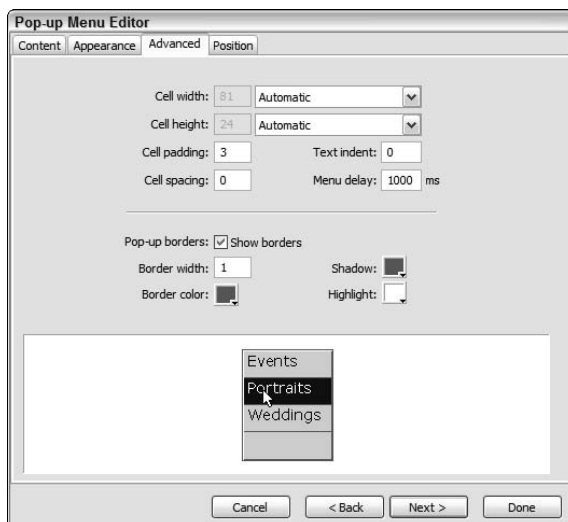 Pop-up Menu Editor
Content Appearance Advanced Position
Cell width: 81 Automatic
Cell height: 24 Automatic
Cell padding: 3 Text indent: 0
Cell spacing: 0 Menu delay: 1000 ms
Pop-up borders: Show borders
Border width: 1 Shadow:
Border color: Highlight:
Events
Portraits
Weddings
Cancel < Back Next > Done